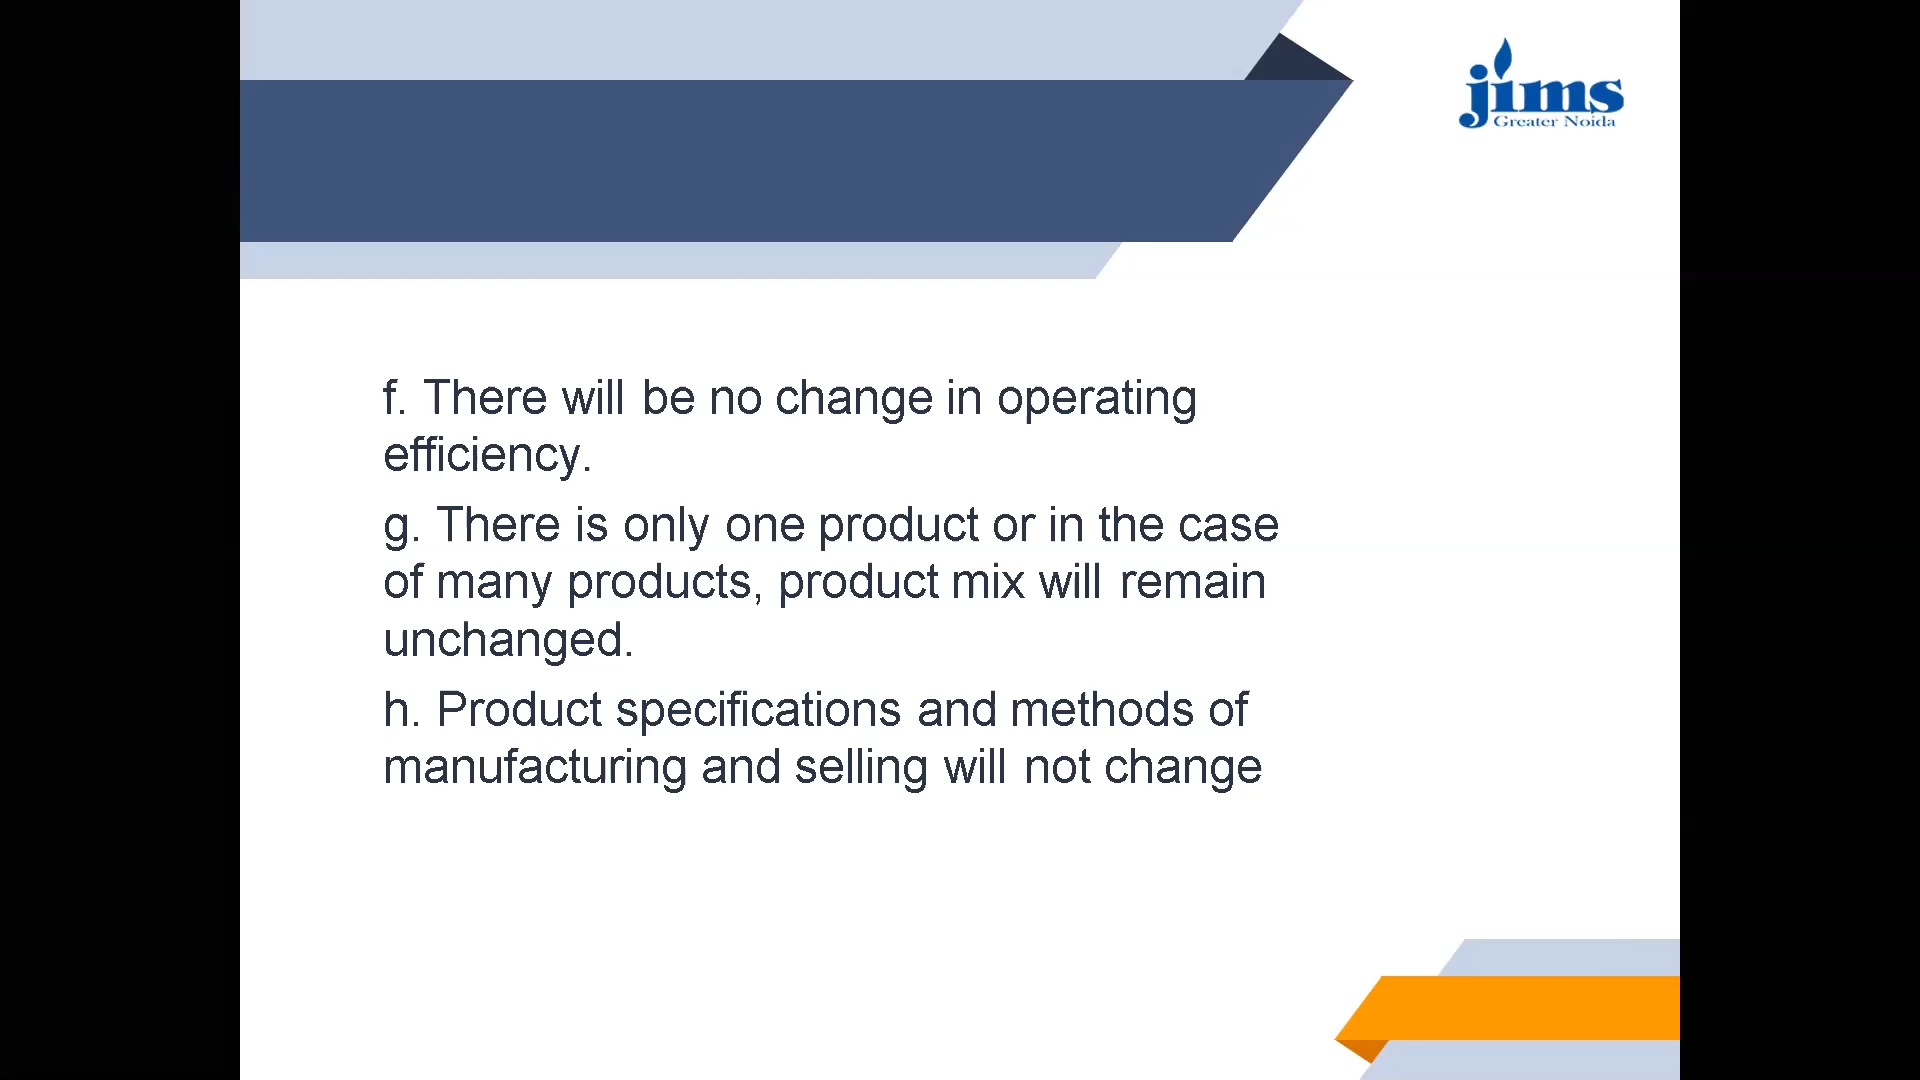 jims
Greater Noida
f. There will be no change in operating
efficiency.
g. There is only one product or in the case
of many products, product mix will remain
unchanged.
h. Product specifications and methods of
manufacturing and selling will not change